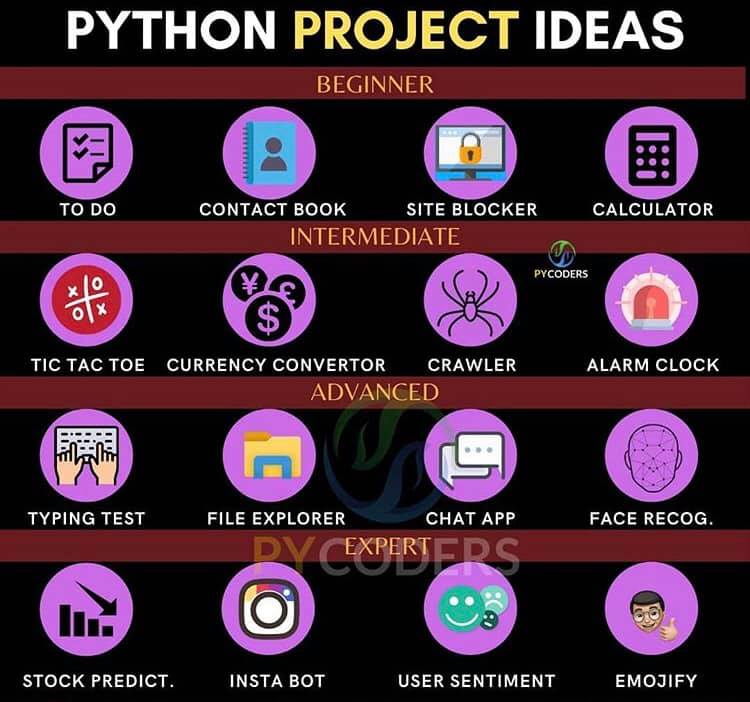 PYTHON PROJECT IDEAS
BEGINNER
TO DO
CONTACT BOOK
SITE BLOCKER
CALCULATOR
INTERMEDIATE
PYCODERS
TIC TAC TOE
CURRENCY CONVERTOR
CRAWLER
ALARM CLOCK
ADVANCED
TYPING TEST
FILE EXPLORER
CHAT APP
FACE RECOG.
EXPERT
PYCODERS
STOCK PREDICT.
INSTA BOT
USER SENTIMENT
EMOJIFY